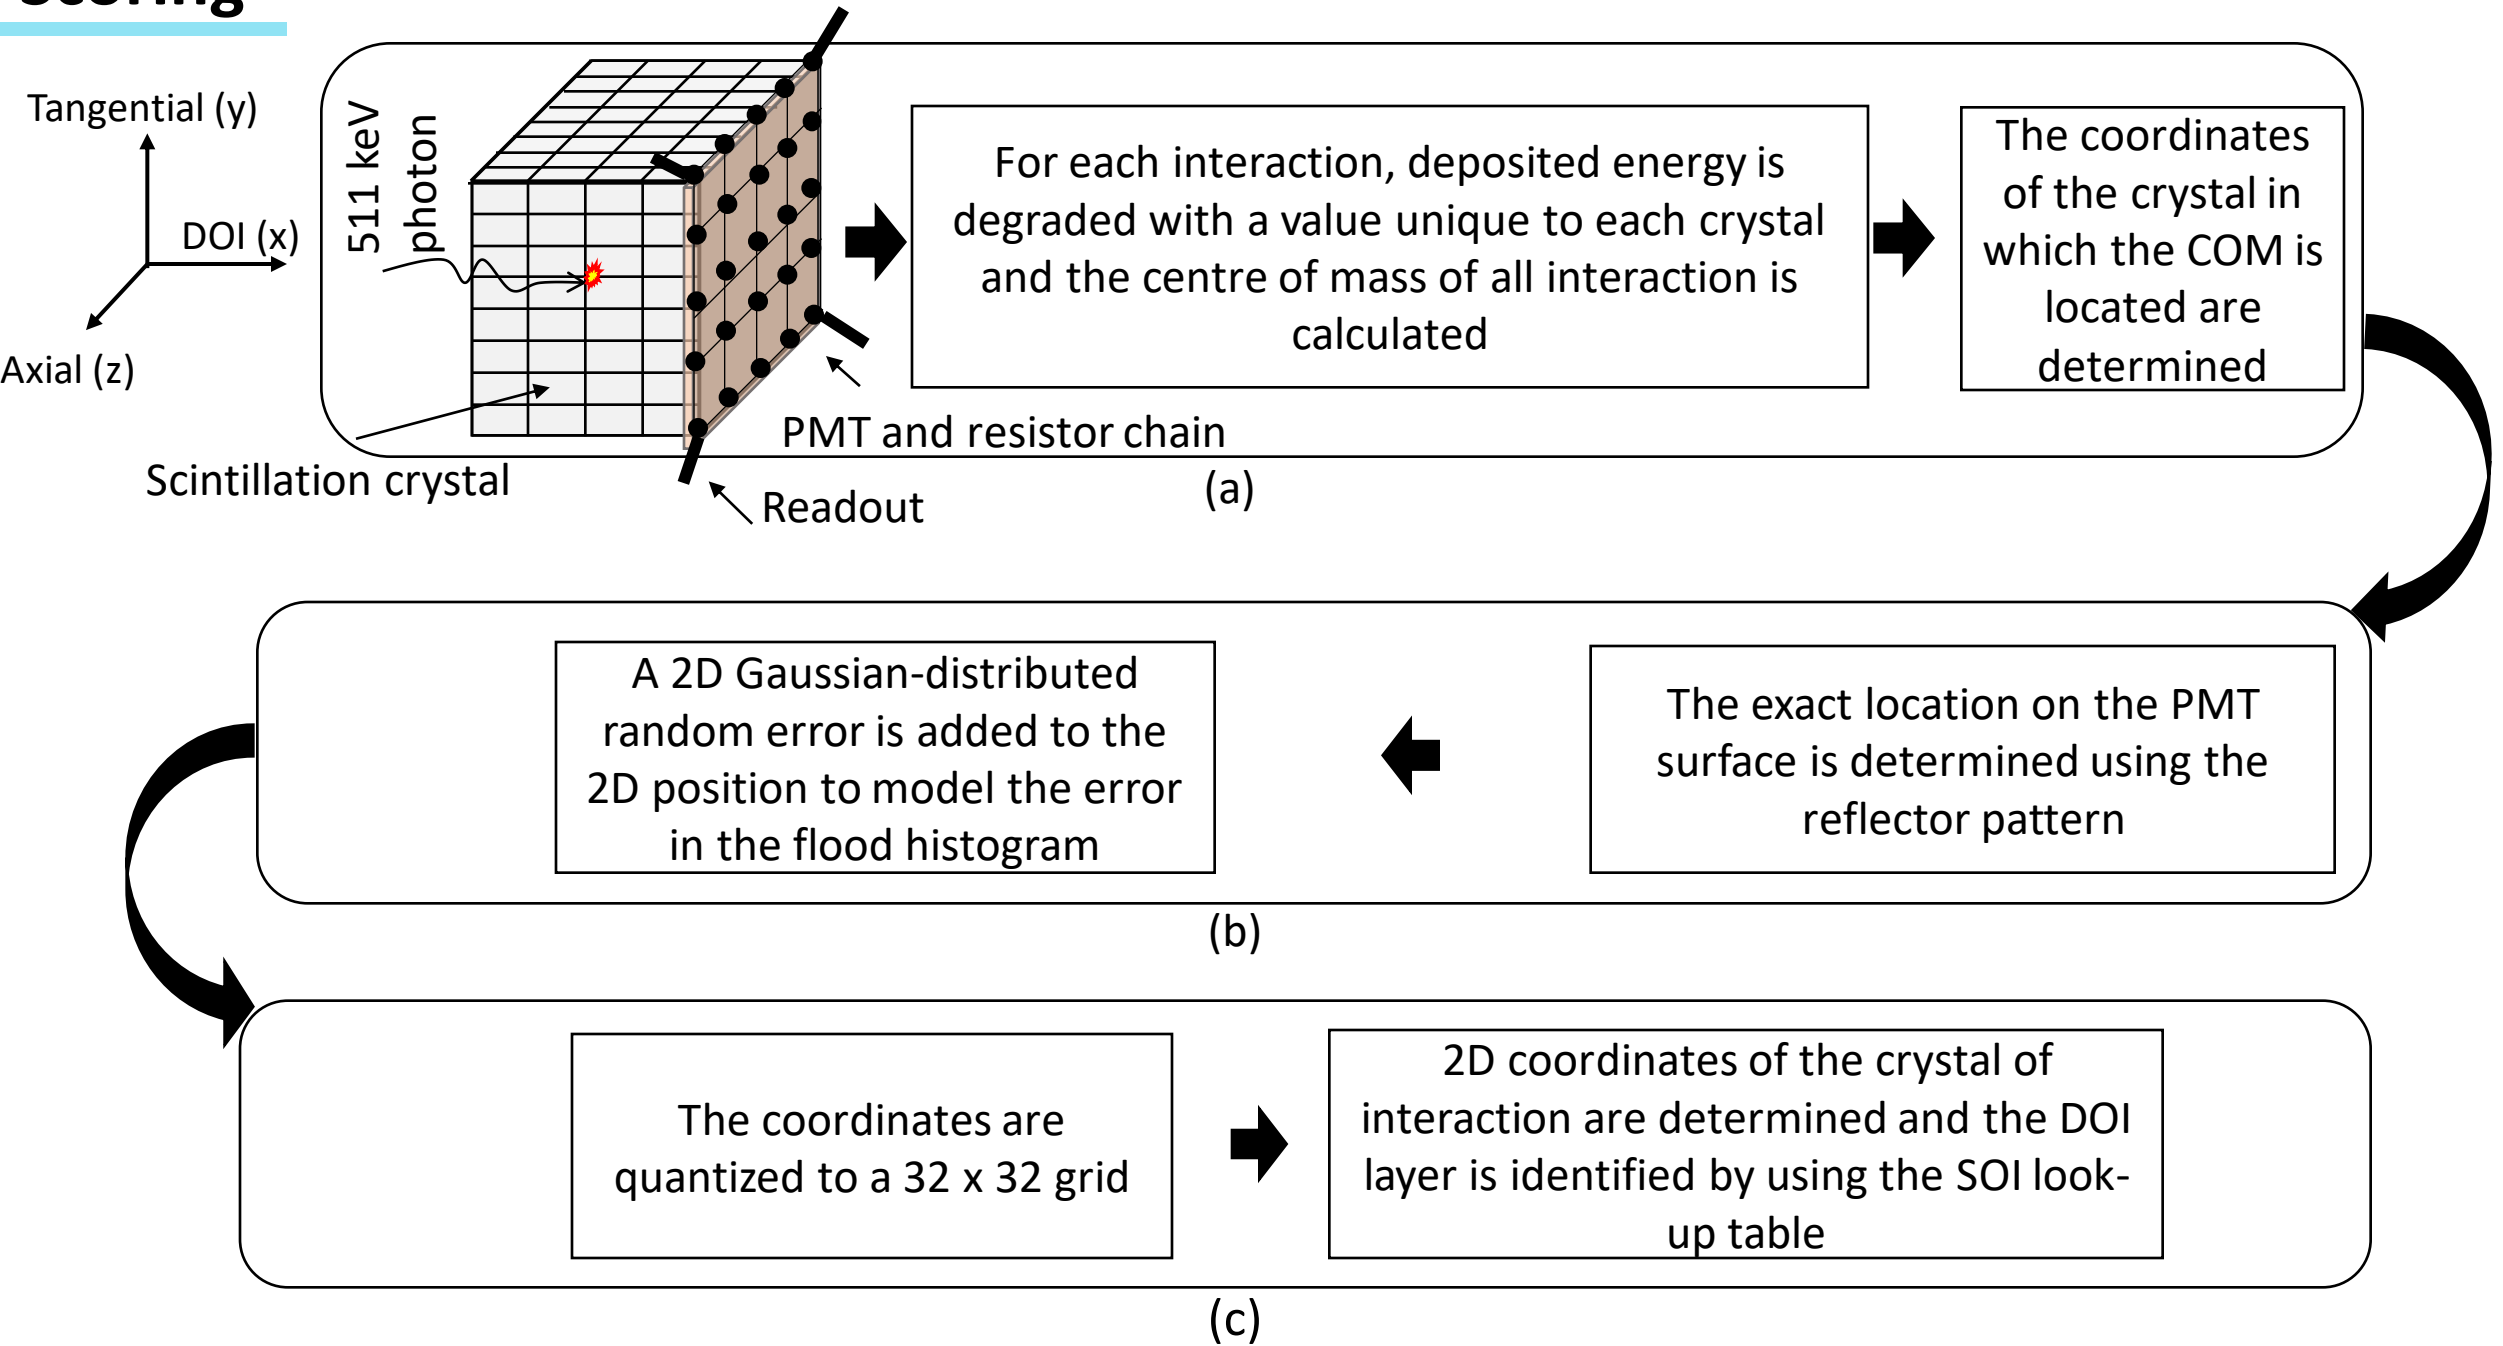 Tangential (y)
DOI (x)
Axial (z)
511 keV
photon
Scintillation crystal
PMT and resistor chain
Readout
For each interaction, deposited energy is
degraded with a value unique to each crystal
and the centre of mass of all interaction is
calculated
The coordinates
of the crystal in
which the COM is
located are
determined
(a)
The exact location on the PMT
surface is determined using the
reflector pattern
A 2D Gaussian-distributed
random error is added to the
2D position to model the error
in the flood histogram
(b)
The coordinates are
quantized to a 32 x 32 grid
2D coordinates of the crystal of
interaction are determined and the DOI
layer is identified by using the SOI look-
up table
(c)